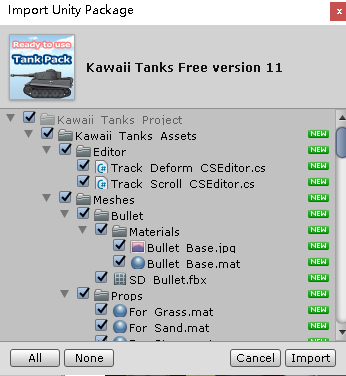 Import Unity Package
x
Ready to use
Tank Pack
Kawaii Tanks Free version 11
Kawaii Tanks Project
Kawaii Tanks Assets NEW
Editor NEW
C# Track Deform CSEditor.cs NEW
C# Track Scroll CSEditor.cs NEW
Meshes NEW
Bullet NEW
Materials NEW
Bullet Base.jpg NEW
Bullet Base.mat NEW
SD Bullet.fbx NEW
Props NEW
For Grass.mat NEW
For Sand.mat NEW
All None Cancel Import